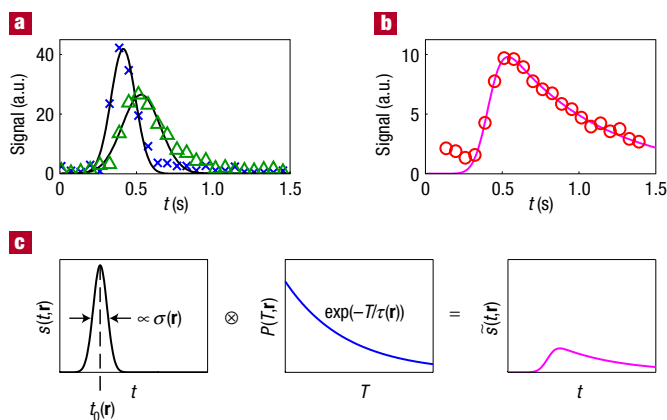 a
b
40
20
0
Signal (a.u.)
0 0.5 1.0 1.5
t (s)
10
5
0
Signal (a.u.)
0 0.5 1.0 1.5
t (s)
c
s(t,r)
∝ σ(r)
t
t₀(r)
⊗
P(T,r)
exp(−T/τ(r))
T
=
s̃(t,r)
t